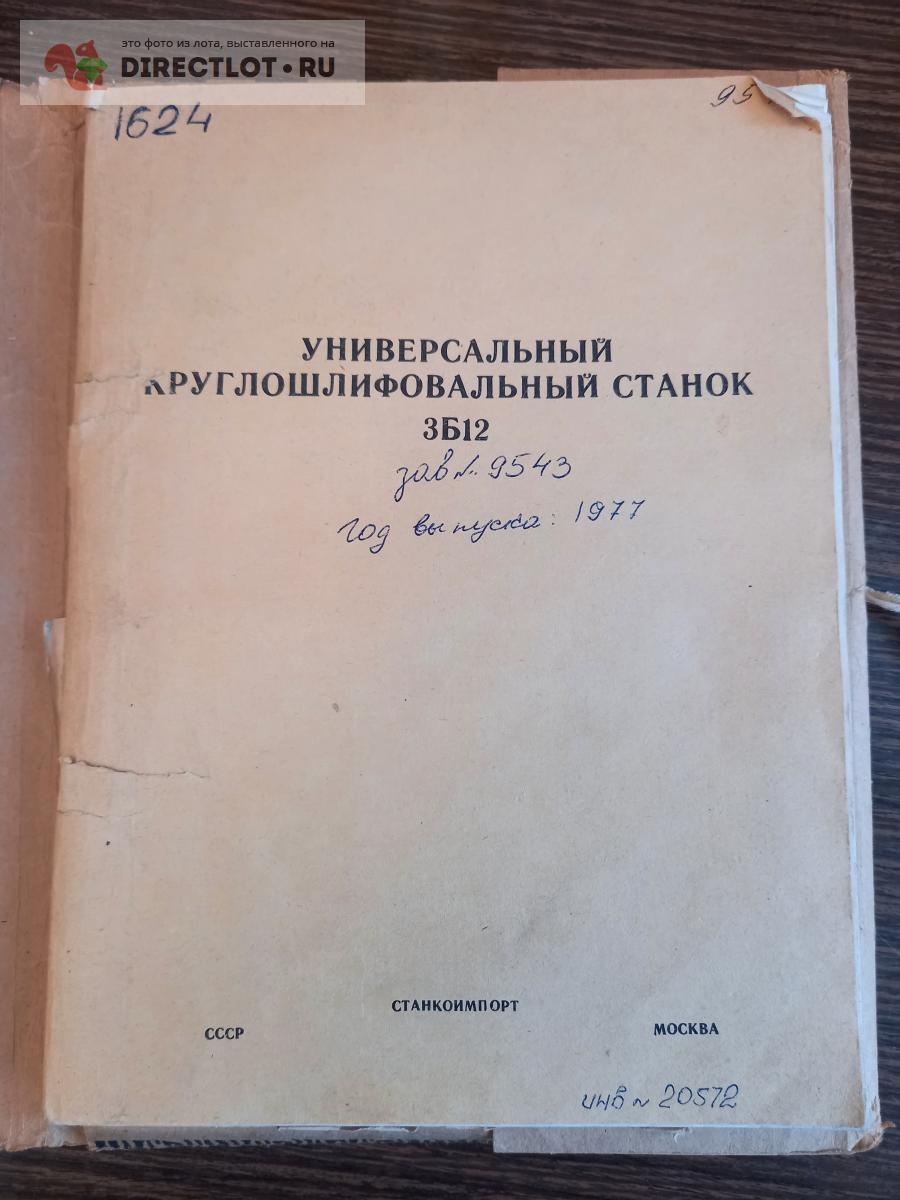 это фото из лота, выставленного на
DIRECTLOT.RU
1624
95
УНИВЕРСАЛЬНЫЙ
КРУГЛОШЛИФОВАЛЬНЫЙ СТАНОК
3Б12
зав №. 9543
год выпуска: 1977
СТАНКОИМПОРТ
СССР
МОСКВА
инв № 20572